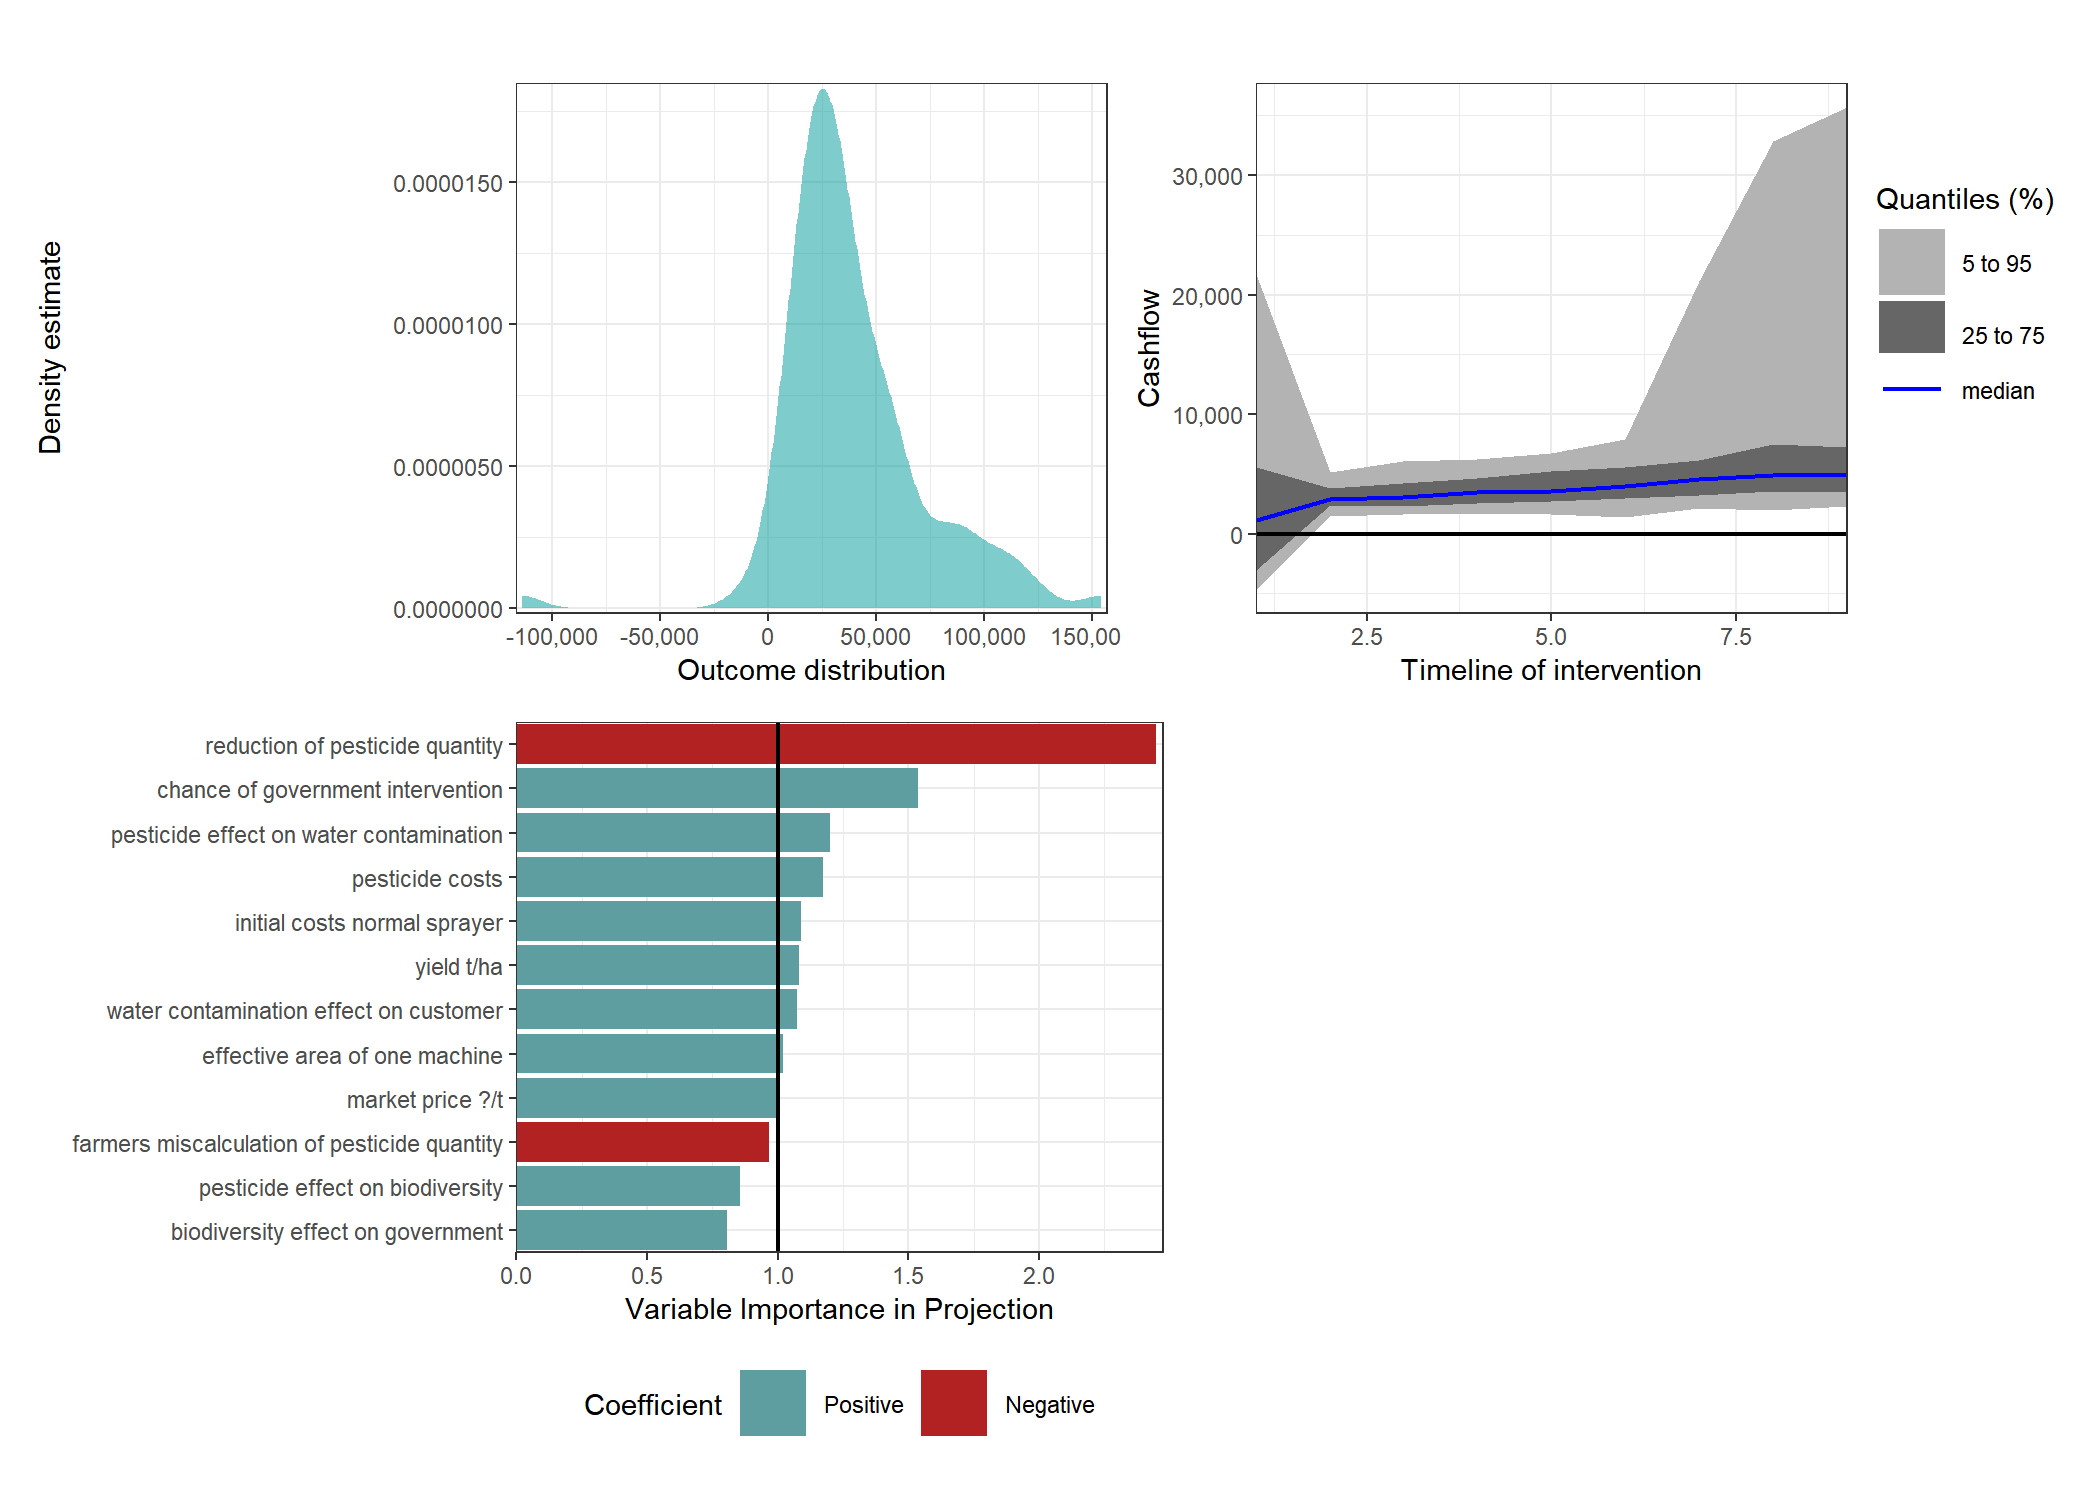 Density estimate
0.0000150
0.0000100
0.0000050
0.0000000
-100,000 -50,000 0 50,000 100,000 150,00
Outcome distribution
Cashflow
30,000
20,000
10,000
0
2.5 5.0 7.5
Timeline of intervention
Quantiles (%)
5 to 95
25 to 75
median
reduction of pesticide quantity
chance of government intervention
pesticide effect on water contamination
pesticide costs
initial costs normal sprayer
yield t/ha
water contamination effect on customer
effective area of one machine
market price ?/t
farmers miscalculation of pesticide quantity
pesticide effect on biodiversity
biodiversity effect on government
0.0 0.5 1.0 1.5 2.0
Variable Importance in Projection
Coefficient Positive Negative